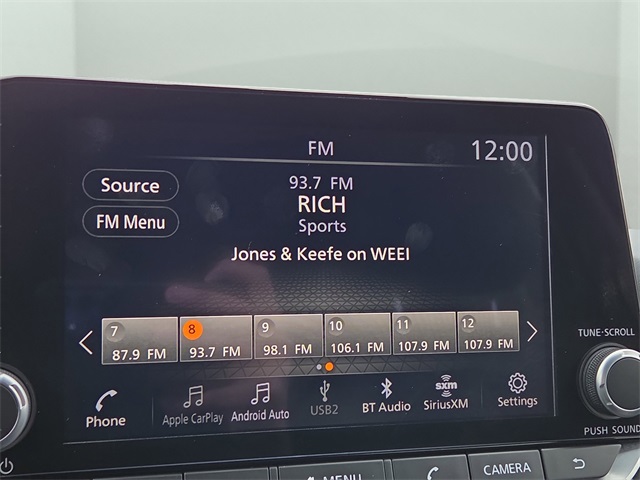 FM 12:00
Source
93.7 FM
RICH
FM Menu
Sports
Jones & Keefe on WEEI
7 8 9 10 11 12
87.9 FM 93.7 FM 98.1 FM 106.1 FM 107.9 FM 107.9 FM
TUNE·SCROLL
sxm
Phone Apple CarPlay Android Auto USB2 BT Audio SiriusXM Settings
PUSH SOUND
MENU CAMERA